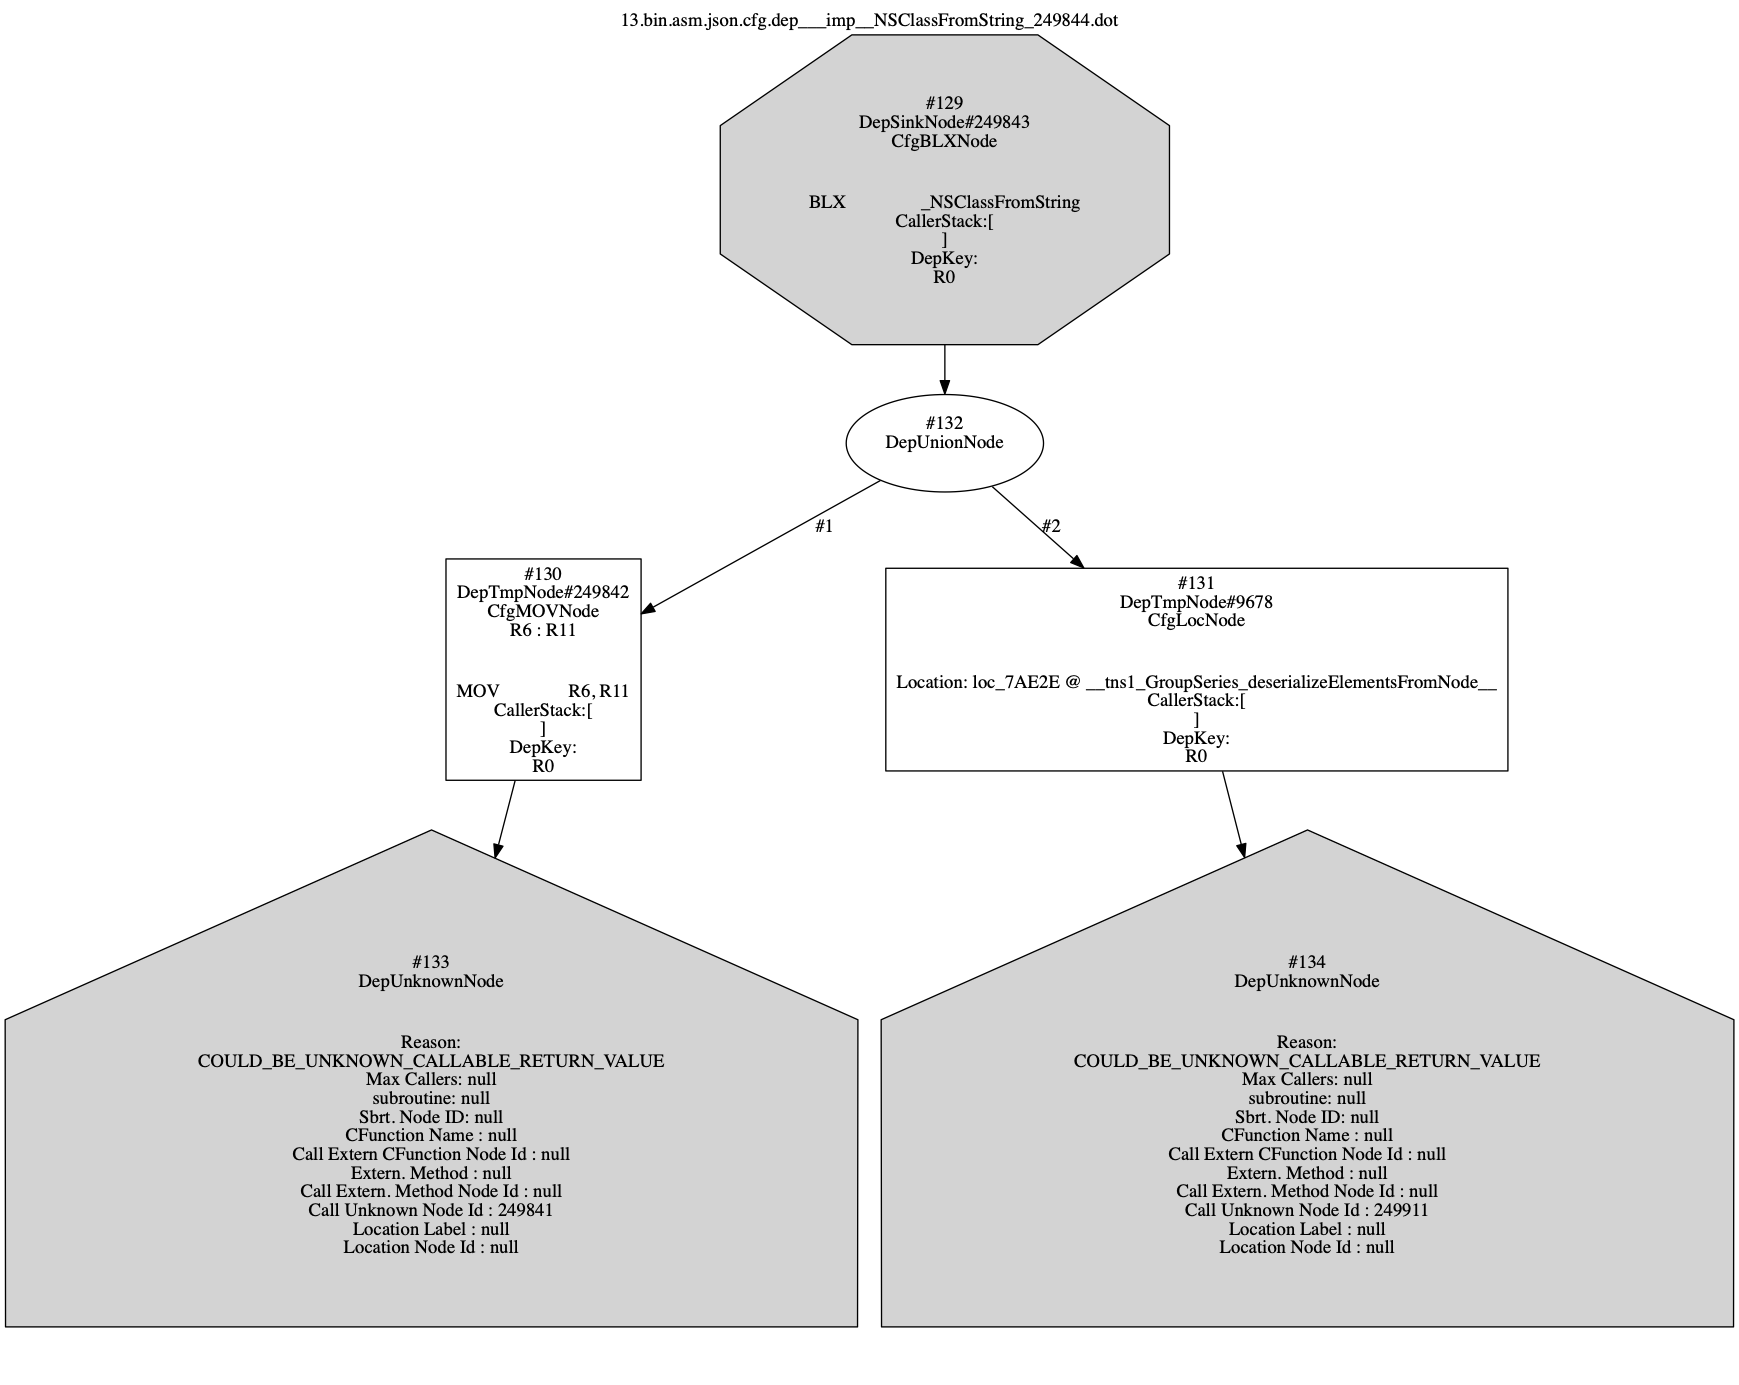 13.bin.asm.json.cfg.dep___imp__NSClassFromString_249844.dot
#129
DepSinkNode#249843
CfgBLXNode
BLX _NSClassFromString
CallerStack:[
]
DepKey:
R0
#132
DepUnionNode
#1
#2
#130
DepTmpNode#249842
CfgMOVNode
R6 : R11
MOV R6, R11
CallerStack:[
]
DepKey:
R0
#131
DepTmpNode#9678
CfgLocNode
Location: loc_7AE2E @ __tns1_GroupSeries_deserializeElementsFromNode__
CallerStack:[
]
DepKey:
R0
#133
DepUnknownNode
Reason:
COULD_BE_UNKNOWN_CALLABLE_RETURN_VALUE
Max Callers: null
subroutine: null
Sbrt. Node ID: null
CFunction Name : null
Call Extern CFunction Node Id : null
Extern. Method : null
Call Extern. Method Node Id : null
Call Unknown Node Id : 249841
Location Label : null
Location Node Id : null
#134
DepUnknownNode
Reason:
COULD_BE_UNKNOWN_CALLABLE_RETURN_VALUE
Max Callers: null
subroutine: null
Sbrt. Node ID: null
CFunction Name : null
Call Extern CFunction Node Id : null
Extern. Method : null
Call Extern. Method Node Id : null
Call Unknown Node Id : 249911
Location Label : null
Location Node Id : null